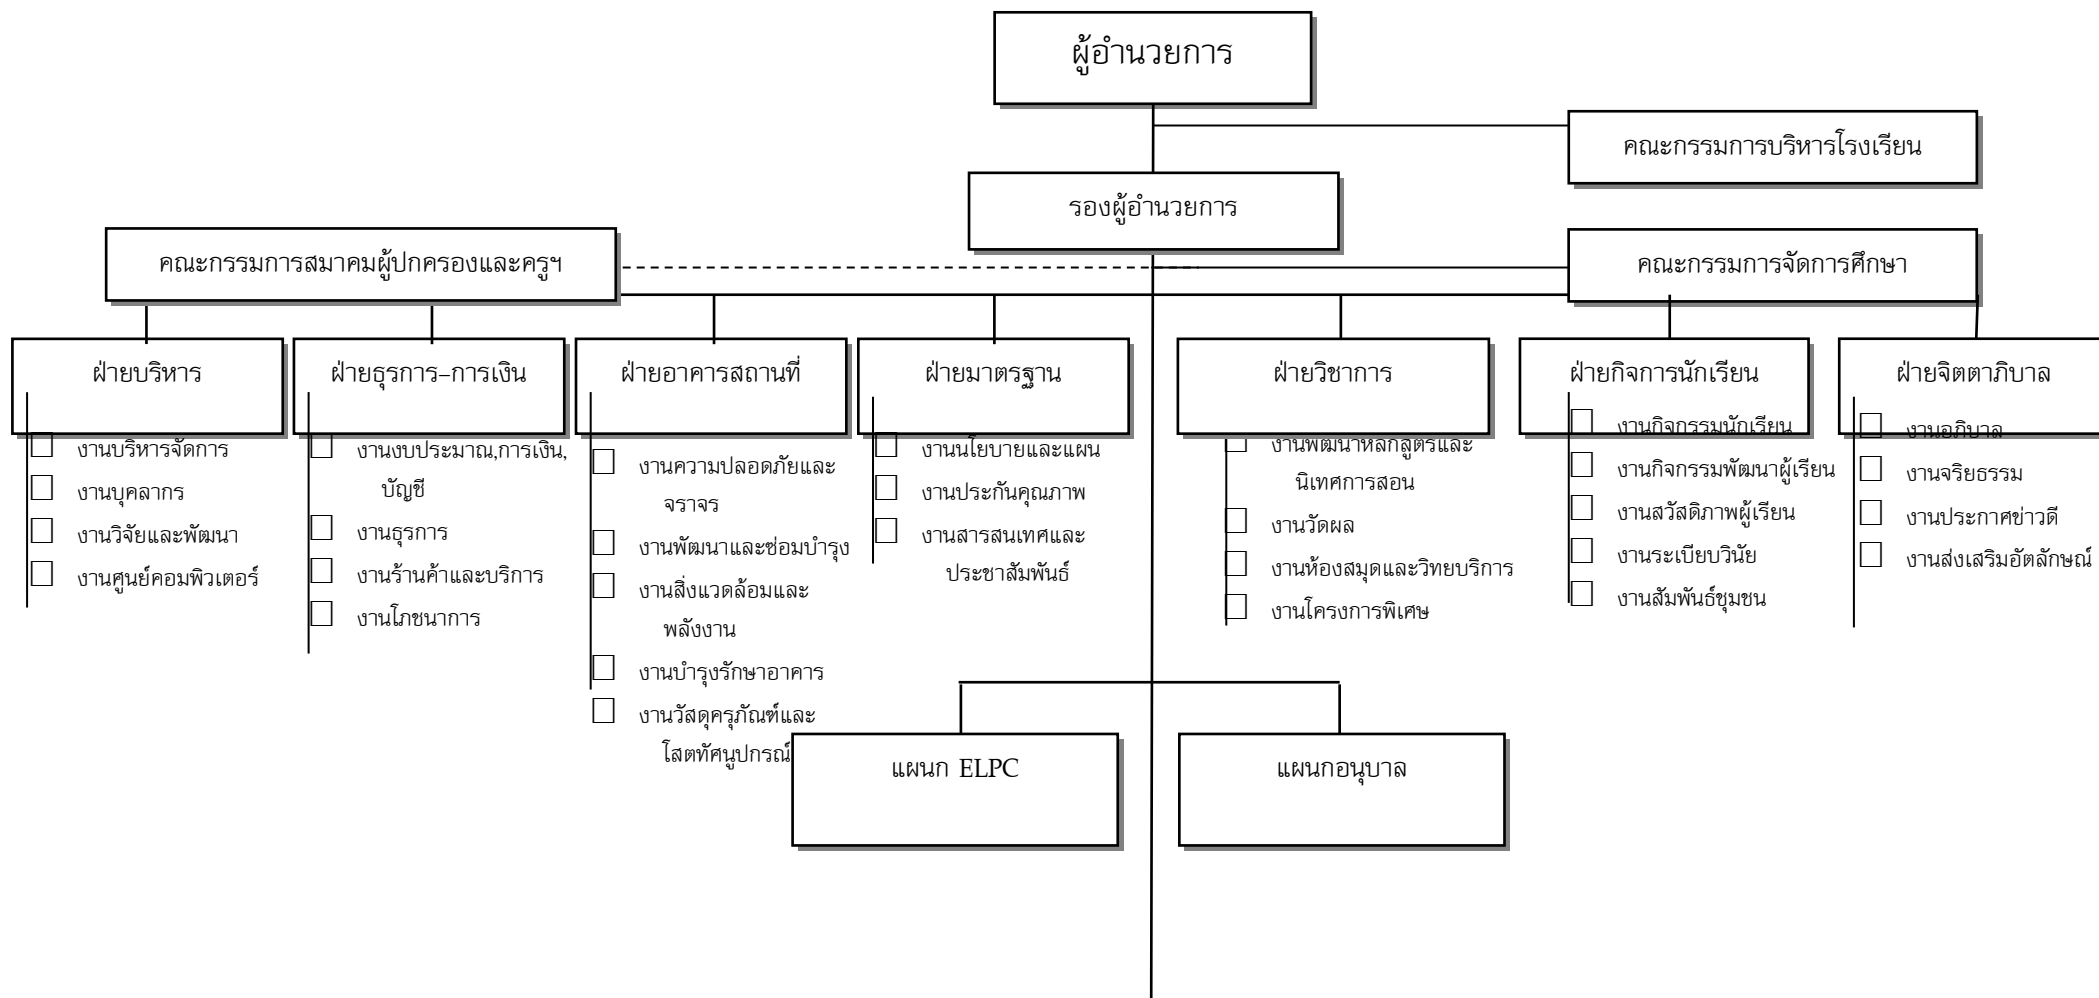 ผู้อำนวยการ
คณะกรรมการบริหารโรงเรียน
รองผู้อำนวยการ
คณะกรรมการสมาคมผู้ปกครองและครูฯ
คณะกรรมการจัดการศึกษา
ฝ่ายบริหาร
งานบริหารจัดการ
งานบุคลากร
งานวิจัยและพัฒนา
งานศูนย์คอมพิวเตอร์
ฝ่ายธุรการ–การเงิน
งานงบประมาณ,การเงิน,
บัญชี
งานธุรการ
งานร้านค้าและบริการ
งานโภชนาการ
ฝ่ายอาคารสถานที่
งานความปลอดภัยและ
จราจร
งานพัฒนาและซ่อมบำรุง
งานสิ่งแวดล้อมและ
พลังงาน
งานบำรุงรักษาอาคาร
งานวัสดุครุภัณฑ์และ
โสตทัศนูปกรณ์
ฝ่ายมาตรฐาน
งานนโยบายและแผน
งานประกันคุณภาพ
งานสารสนเทศและ
ประชาสัมพันธ์
ฝ่ายวิชาการ
งานพัฒนาหลักสูตรและ
นิเทศการสอน
งานวัดผล
งานห้องสมุดและวิทยบริการ
งานโครงการพิเศษ
ฝ่ายกิจการนักเรียน
งานกิจกรรมนักเรียน
งานกิจกรรมพัฒนาผู้เรียน
งานสวัสดิภาพผู้เรียน
งานระเบียบวินัย
งานสัมพันธ์ชุมชน
ฝ่ายจิตตาภิบาล
งานอภิบาล
งานจริยธรรม
งานประกาศข่าวดี
งานส่งเสริมอัตลักษณ์
แผนก ELPC
แผนกอนุบาล